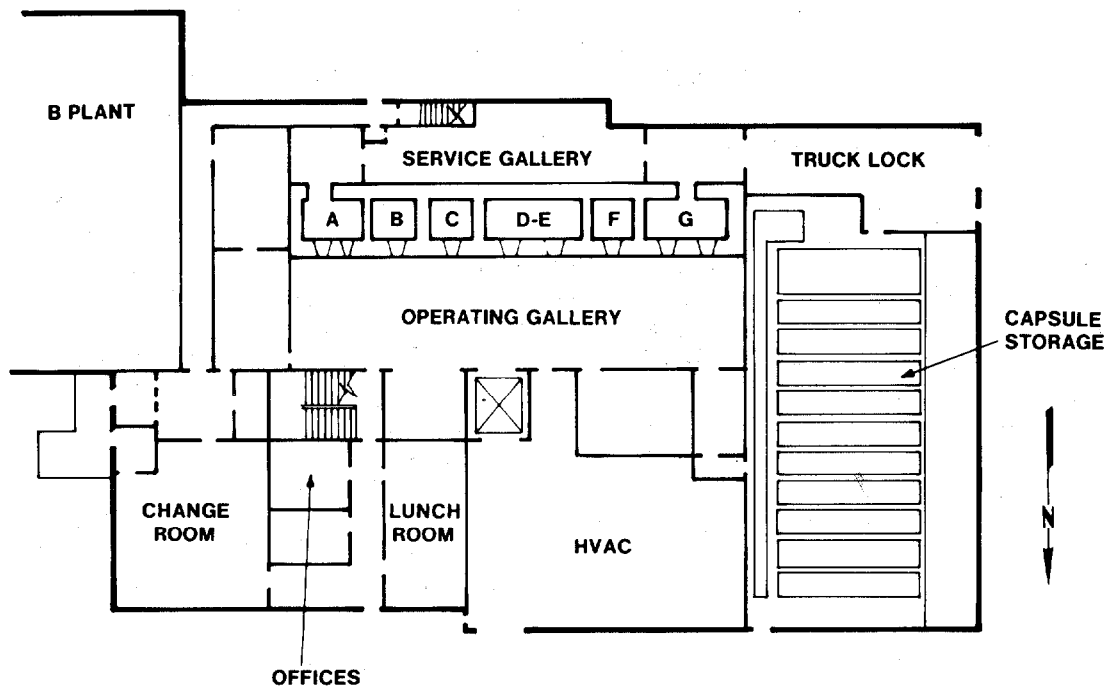 B PLANT
SERVICE GALLERY
TRUCK LOCK
A
B
C
D-E
F
G
OPERATING GALLERY
CAPSULE
STORAGE
CHANGE
ROOM
LUNCH
ROOM
HVAC
N
OFFICES